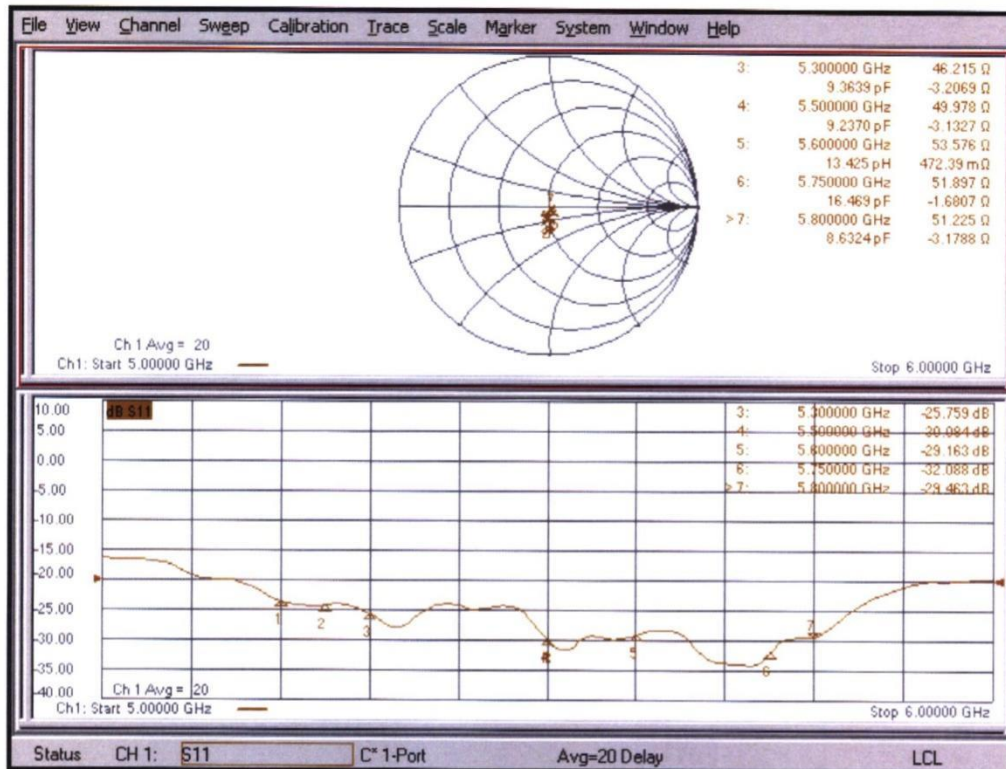 File View Channel Sweep Calibration Trace Scale Marker System Window Help
3: 5.300000 GHz 46.215 Ω
9.3639 pF -3.2069 Ω
4: 5.500000 GHz 49.978 Ω
9.2370 pF -3.1327 Ω
5: 5.600000 GHz 53.576 Ω
13.425 pH 472.39 mΩ
6: 5.750000 GHz 51.897 Ω
16.469 pF -1.6807 Ω
>7: 5.800000 GHz 51.225 Ω
8.6324 pF -3.1788 Ω
Ch 1 Avg = 20
Ch1: Start 5.00000 GHz
Stop 6.00000 GHz
dB S11
10.00
5.00
0.00
-5.00
-10.00
-15.00
-20.00
-25.00
-30.00
-35.00
-40.00
3: 5.300000 GHz -25.759 dB
4: 5.500000 GHz -30.084 dB
5: 5.600000 GHz -29.163 dB
6: 5.750000 GHz -32.088 dB
>7: 5.800000 GHz -29.463 dB
1
2
3
5
6
7
Ch 1 Avg = 20
Ch1: Start 5.00000 GHz
Stop 6.00000 GHz
Status CH 1: S11 C* 1-Port Avg=20 Delay LCL